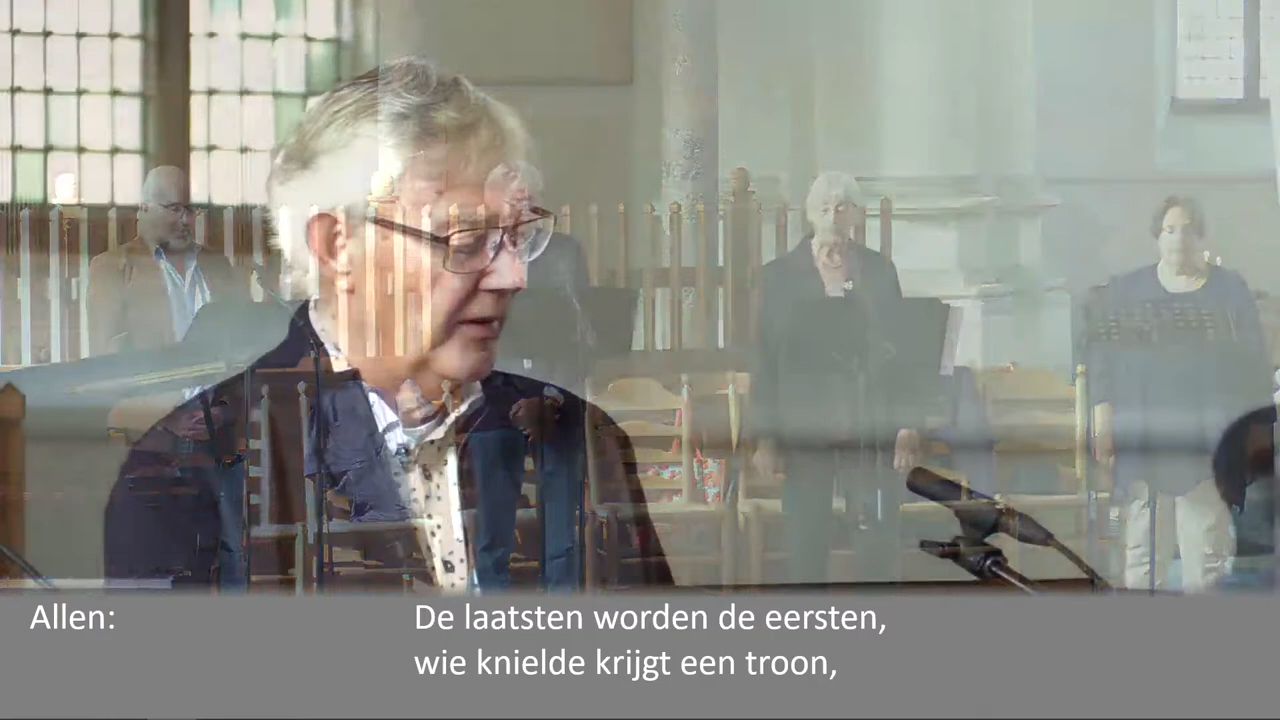 Allen: De laatsten worden de eersten,
wie knielde krijgt een troon,